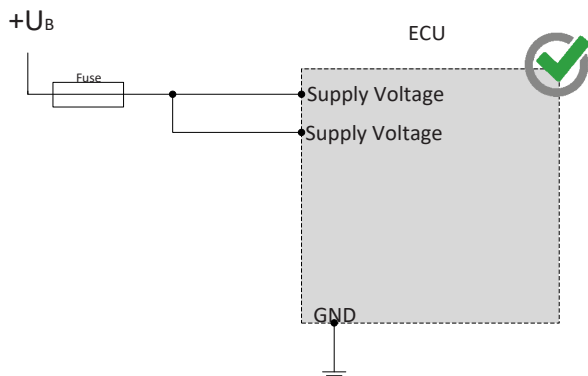 +UB
ECU
Fuse
Supply Voltage
Supply Voltage
GND